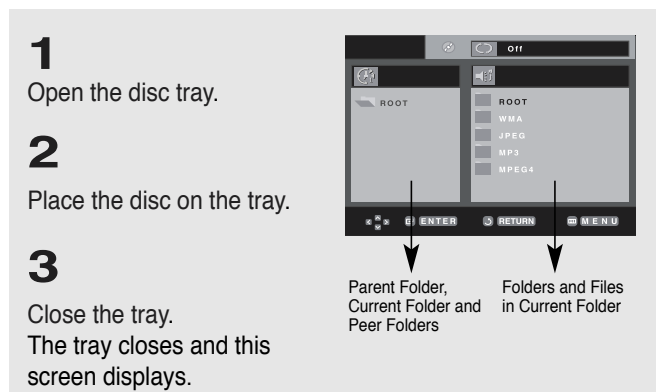 1
Open the disc tray.
2
Place the disc on the tray.
3
Close the tray.
The tray closes and this
screen displays.
Off
ROOT
ROOT
WMA
JPEG
MP3
MPEG4
ENTER
RETURN
MENU
Parent Folder,
Current Folder and
Peer Folders
Folders and Files
in Current Folder